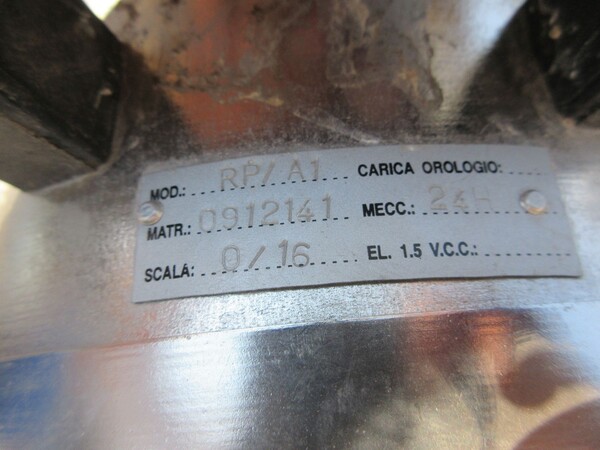 MOD.: RP/A1 CARICA OROLOGIO:
MATR.: 0912141 MECC.: 24H
SCALA: 0/16 EL. 1.5 V.C.C.: